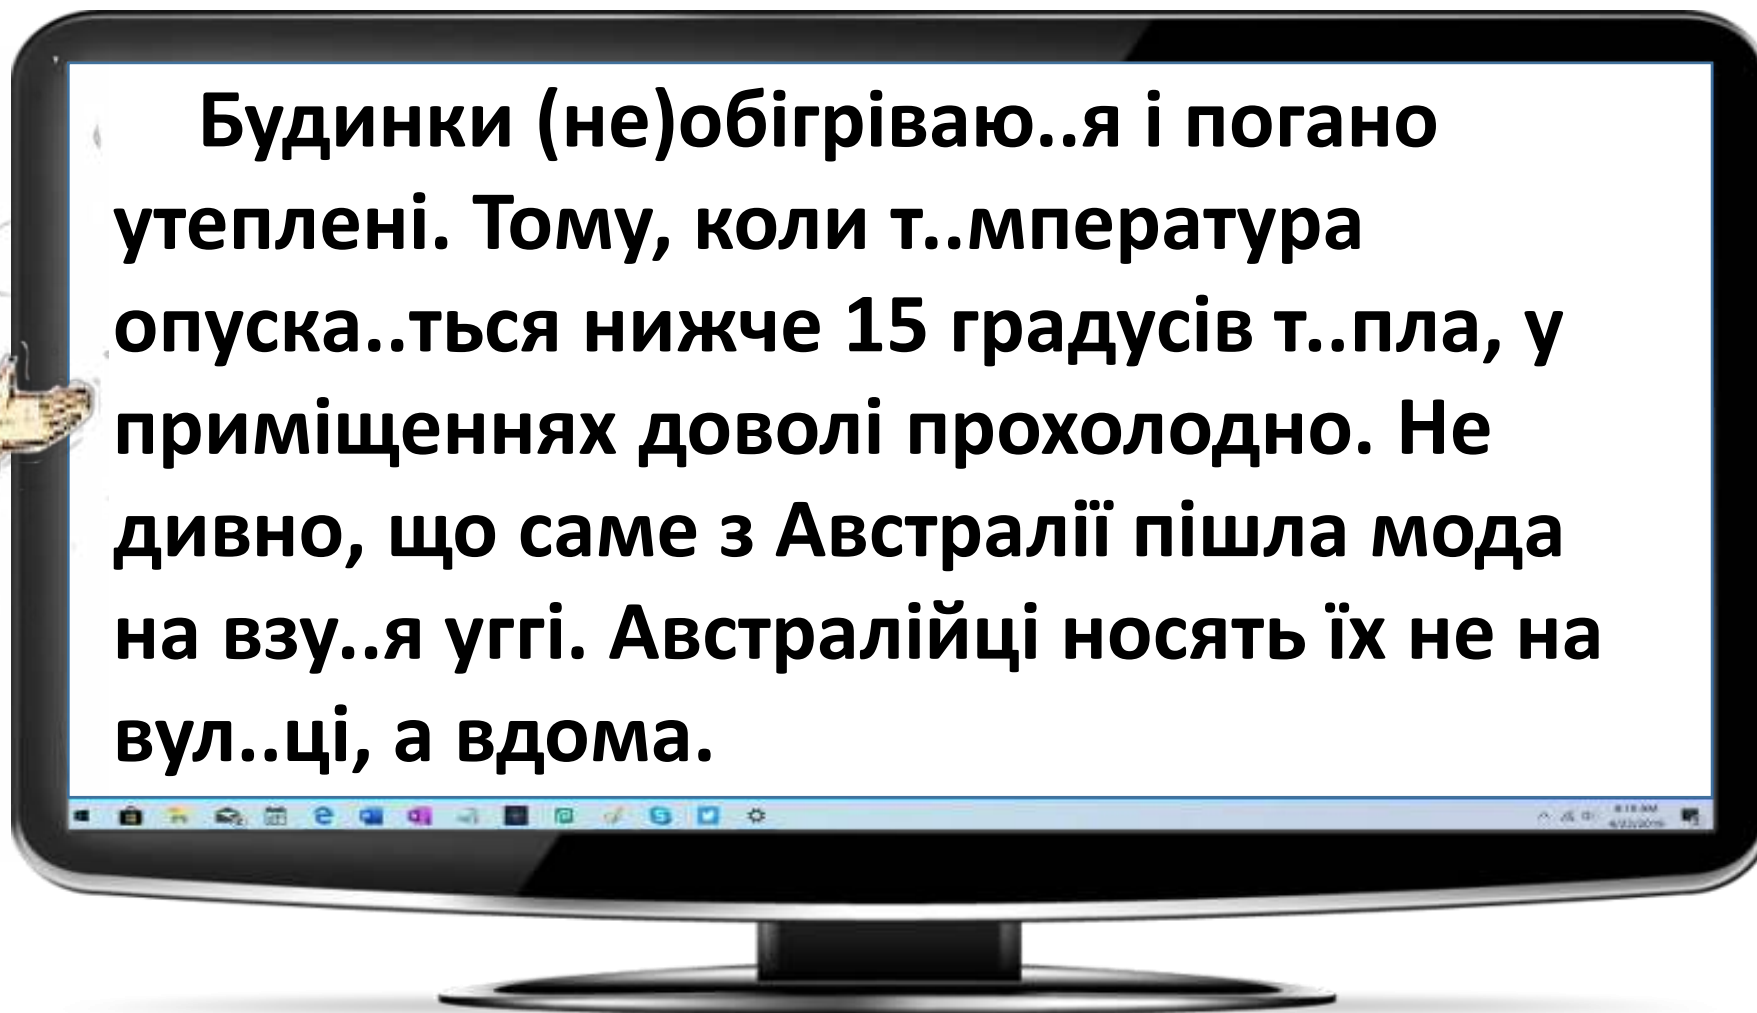 Будинки (не)обігріваю..я і погано
утеплені. Тому, коли т..мпература
опуска..ться нижче 15 градусів т..пла, у
приміщеннях доволі прохолодно. Не
дивно, що саме з Австралії пішла мода
на взу..я уггі. Австралійці носять їх не на
вул..ці, а вдома.